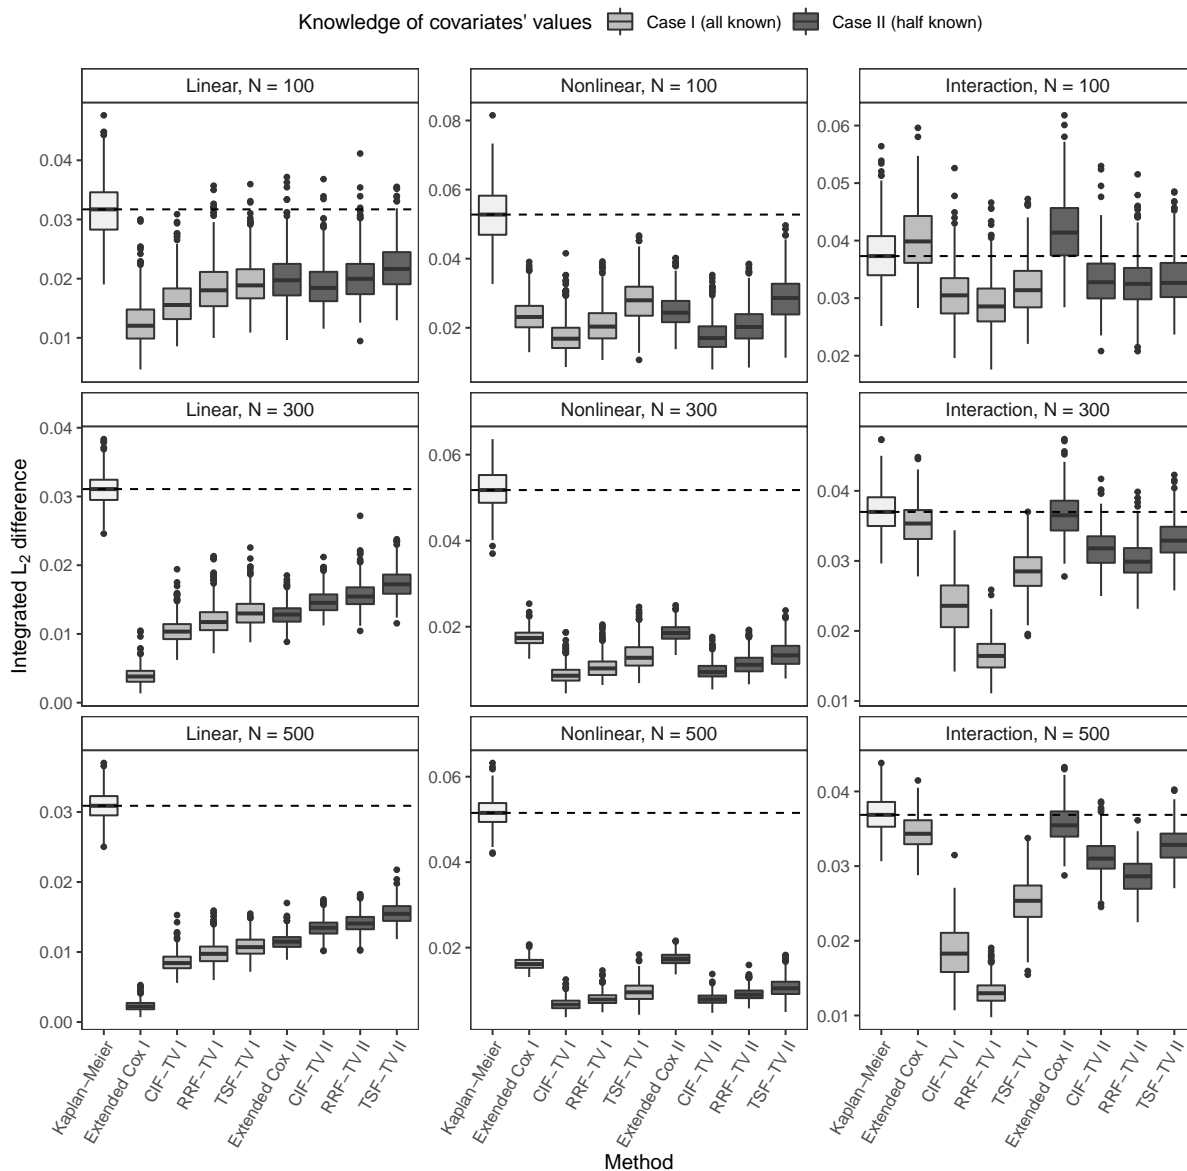 Knowledge of covariates' values Case I (all known) Case II (half known)
Linear, N = 100
Nonlinear, N = 100
Interaction, N = 100
0.04
0.03
0.02
0.01
0.08
0.06
0.04
0.02
0.06
0.05
0.04
0.03
0.02
Linear, N = 300
Nonlinear, N = 300
Interaction, N = 300
Integrated L₂ difference
0.04
0.03
0.02
0.01
0.00
0.06
0.04
0.02
0.04
0.03
0.02
0.01
Linear, N = 500
Nonlinear, N = 500
Interaction, N = 500
0.03
0.02
0.01
0.00
0.06
0.04
0.02
0.04
0.03
0.02
0.01
Kaplan−Meier
Extended Cox I
CIF−TV I
RRF−TV I
TSF−TV I
Extended Cox II
CIF−TV II
RRF−TV II
TSF−TV II
Kaplan−Meier
Extended Cox I
CIF−TV I
RRF−TV I
TSF−TV I
Extended Cox II
CIF−TV II
RRF−TV II
TSF−TV II
Kaplan−Meier
Extended Cox I
CIF−TV I
RRF−TV I
TSF−TV I
Extended Cox II
CIF−TV II
RRF−TV II
TSF−TV II
Method